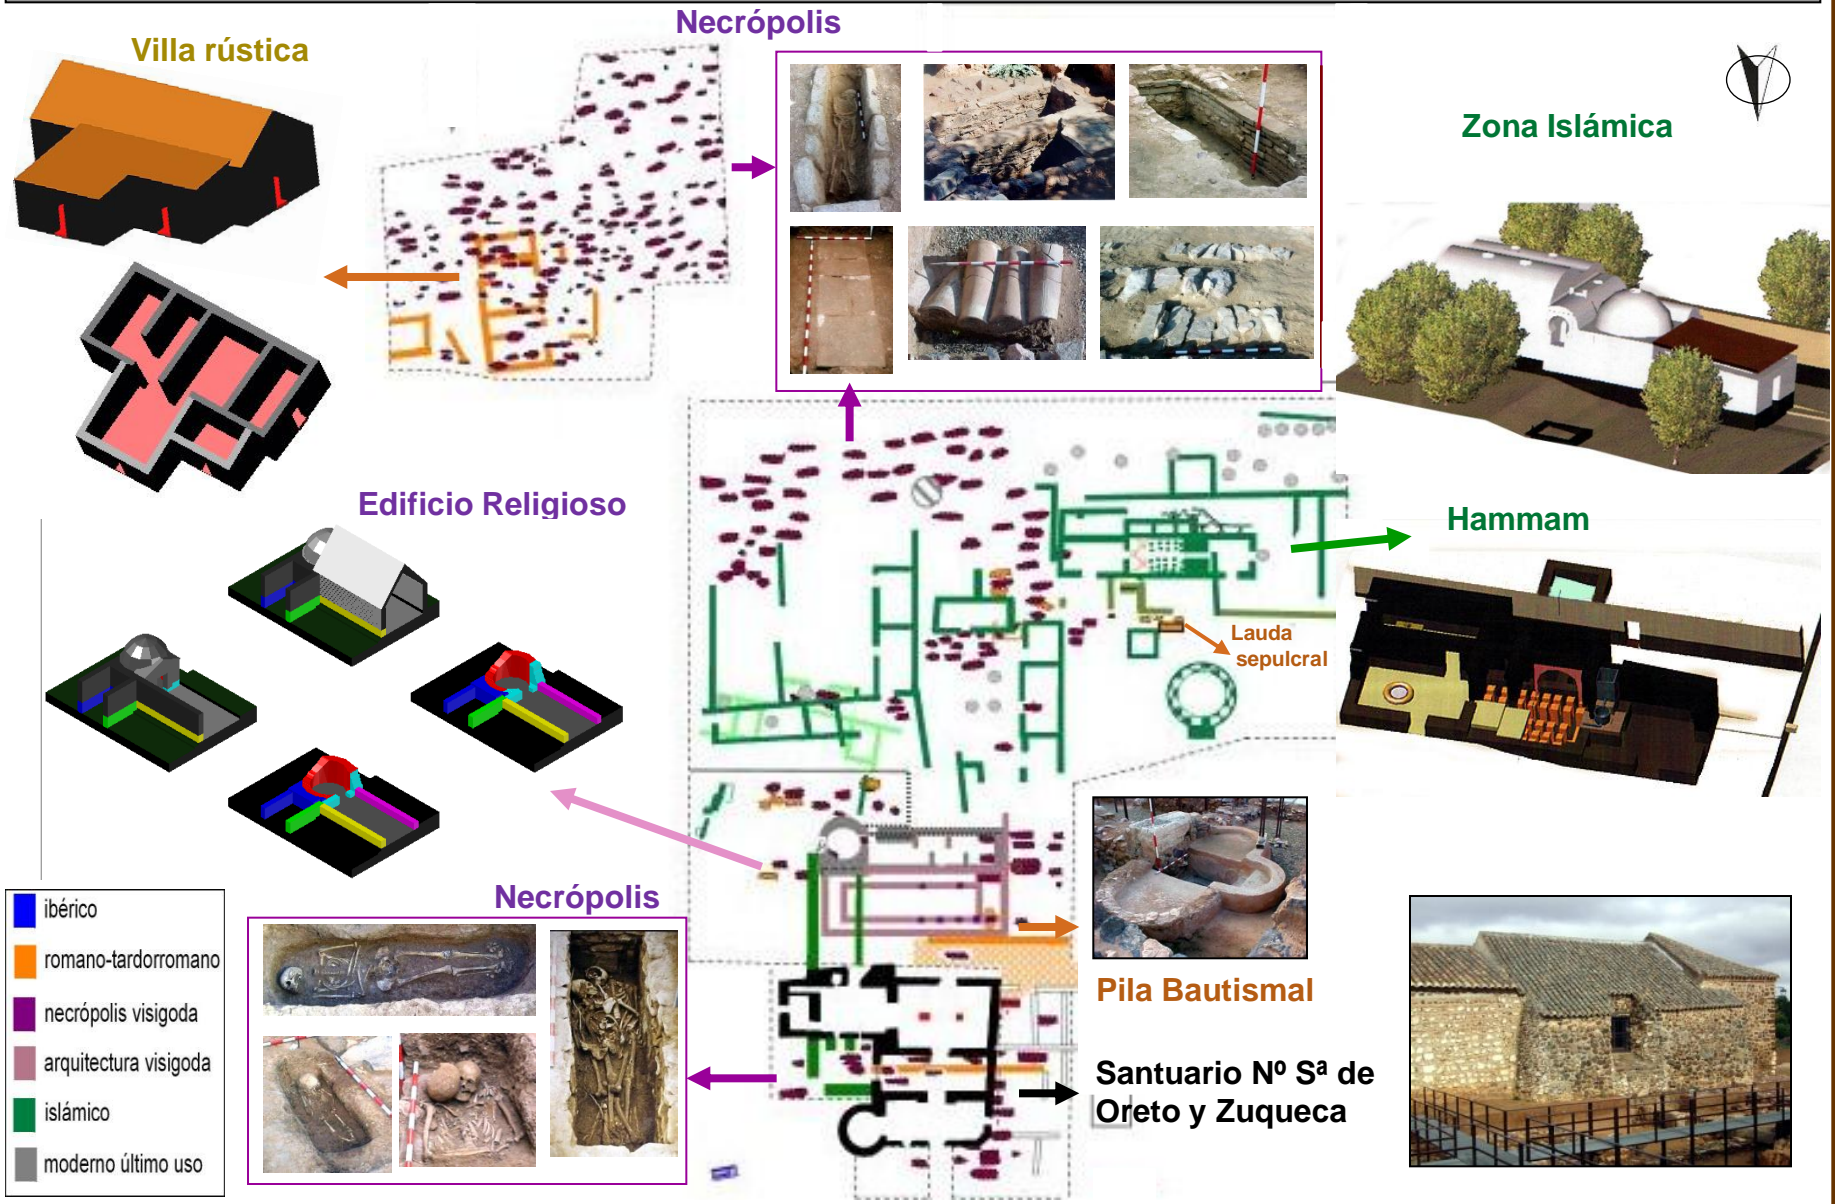 Necrópolis
Villa rústica
Zona Islámica
Hammam
Edificio Religioso
Lauda
sepulcral
Necrópolis
Pila Bautismal
Santuario Nº Sª de
Oreto y Zuqueca
ibérico
romano-tardorromano
necrópolis visigoda
arquitectura visigoda
islámico
moderno último uso